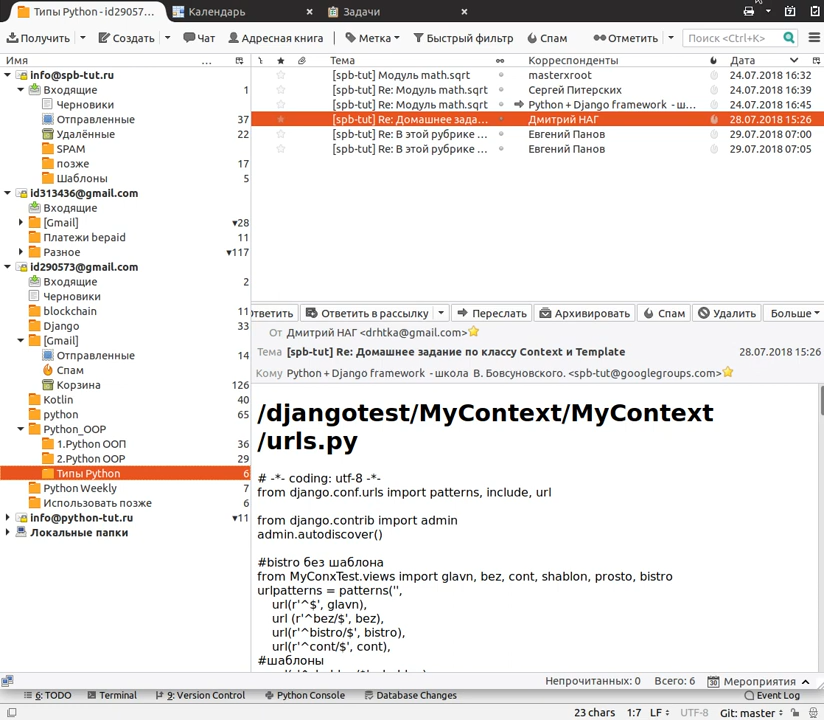 Типы Python - id29057...
Календарь
Задачи
Получить
Создать
Чат
Адресная книга
Метка
Быстрый фильтр
Спам
Отметить
Поиск <Ctrl+K>
Имя
...
Тема
Корреспонденты
Дата
info@spb-tut.ru
Входящие 1
Черновики
Отправленные 37
Удалённые 22
SPAM
позже 17
Шаблоны 5
id313436@gmail.com
Входящие
[Gmail] ▾28
Платежи bepaid 11
Разное ▾117
id290573@gmail.com
Входящие 2
Черновики
blockchain 11
Django 33
[Gmail]
Отправленные 14
Спам
Корзина 126
Kotlin 40
python 65
Python_OOP
1.Python ООП 36
2.Python OOP 29
Типы Python 6
Python Weekly 7
Использовать позже 6
info@python-tut.ru ▾11
Локальные папки
[spb-tut] Модуль math.sqrt masterxroot 24.07.2018 16:32
[spb-tut] Re: Модуль math.sqrt Сергей Питерских 24.07.2018 16:39
[spb-tut] Re: Модуль math.sqrt Python + Django framework - ш... 24.07.2018 16:45
[spb-tut] Re: Домашнее зада... Дмитрий НАГ 28.07.2018 15:26
[spb-tut] Re: В этой рубрике ... Евгений Панов 29.07.2018 07:00
[spb-tut] Re: В этой рубрике ... Евгений Панов 29.07.2018 07:05
ответить
Ответить в рассылку
Переслать
Архивировать
Спам
Удалить
Больше
От Дмитрий НАГ <drhtka@gmail.com>
Тема [spb-tut] Re: Домашнее задание по классу Context и Template 28.07.2018 15:26
Кому Python + Django framework - школа В. Бовсуновского. <spb-tut@googlegroups.com>
/djangotest/MyContext/MyContext
/urls.py
# -*- coding: utf-8 -*-
from django.conf.urls import patterns, include, url
from django.contrib import admin
admin.autodiscover()
#bistro без шаблона
from MyConxTest.views import glavn, bez, cont, shablon, prosto, bistro
urlpatterns = patterns('',
url(r'^$', glavn),
url (r'^bez/$', bez),
url(r'^bistro/$', bistro),
url(r'^cont/$', cont),
#шаблоны
Непрочитанных: 0 Всего: 6 Мероприятия
6: TODO
Terminal
9: Version Control
Python Console
Database Changes
Event Log
23 chars 1:7 LF UTF-8 Git: master